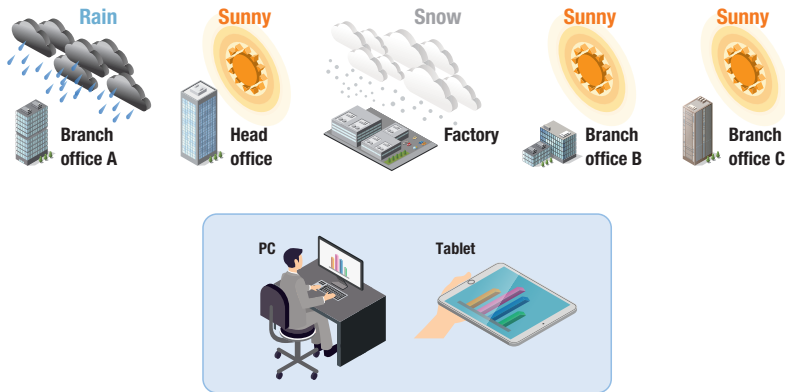 Rain
Sunny
Snow
Sunny
Sunny
Branch
office A
Head
office
Factory
Branch
office B
Branch
office C
PC
Tablet